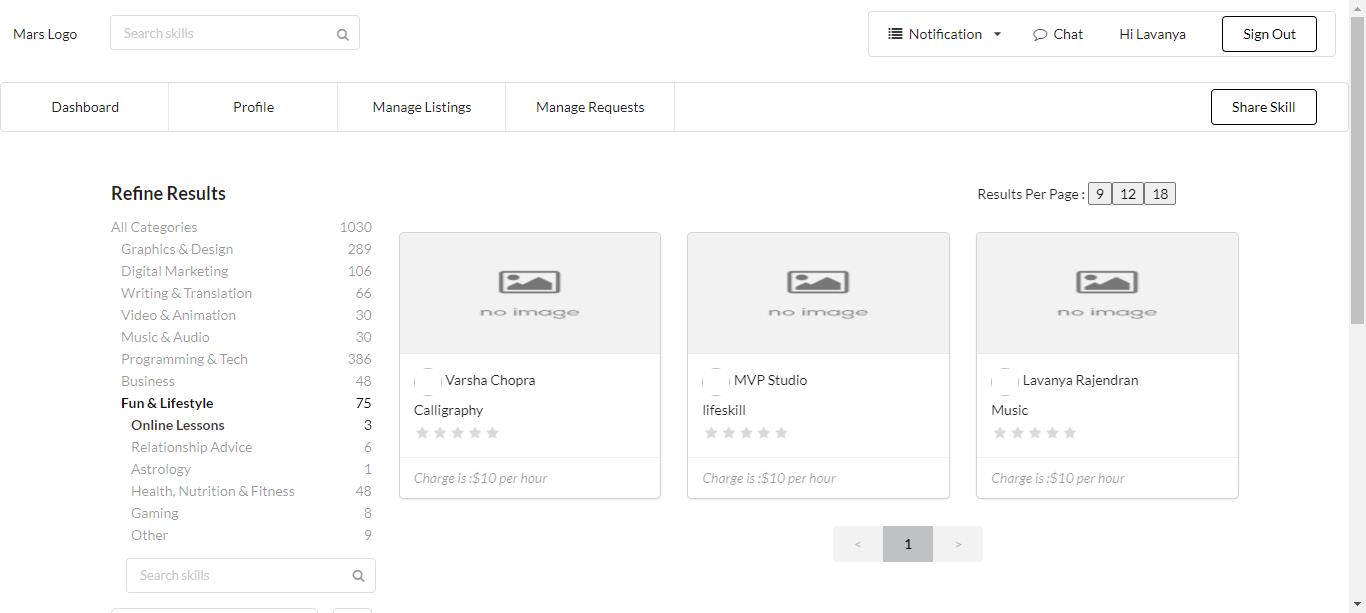 Mars Logo
Search skills
Notification
Chat
Hi Lavanya
Sign Out
Dashboard
Profile
Manage Listings
Manage Requests
Share Skill
Refine Results
All Categories 1030
Graphics & Design 289
Digital Marketing 106
Writing & Translation 66
Video & Animation 30
Music & Audio 30
Programming & Tech 386
Business 48
Fun & Lifestyle 75
Online Lessons 3
Relationship Advice 6
Astrology 1
Health, Nutrition & Fitness 48
Gaming 8
Other 9
Search skills
Results Per Page : 9 12 18
no image
Varsha Chopra
Calligraphy
Charge is :$10 per hour
no image
MVP Studio
lifeskill
Charge is :$10 per hour
no image
Lavanya Rajendran
Music
Charge is :$10 per hour
< 1 >